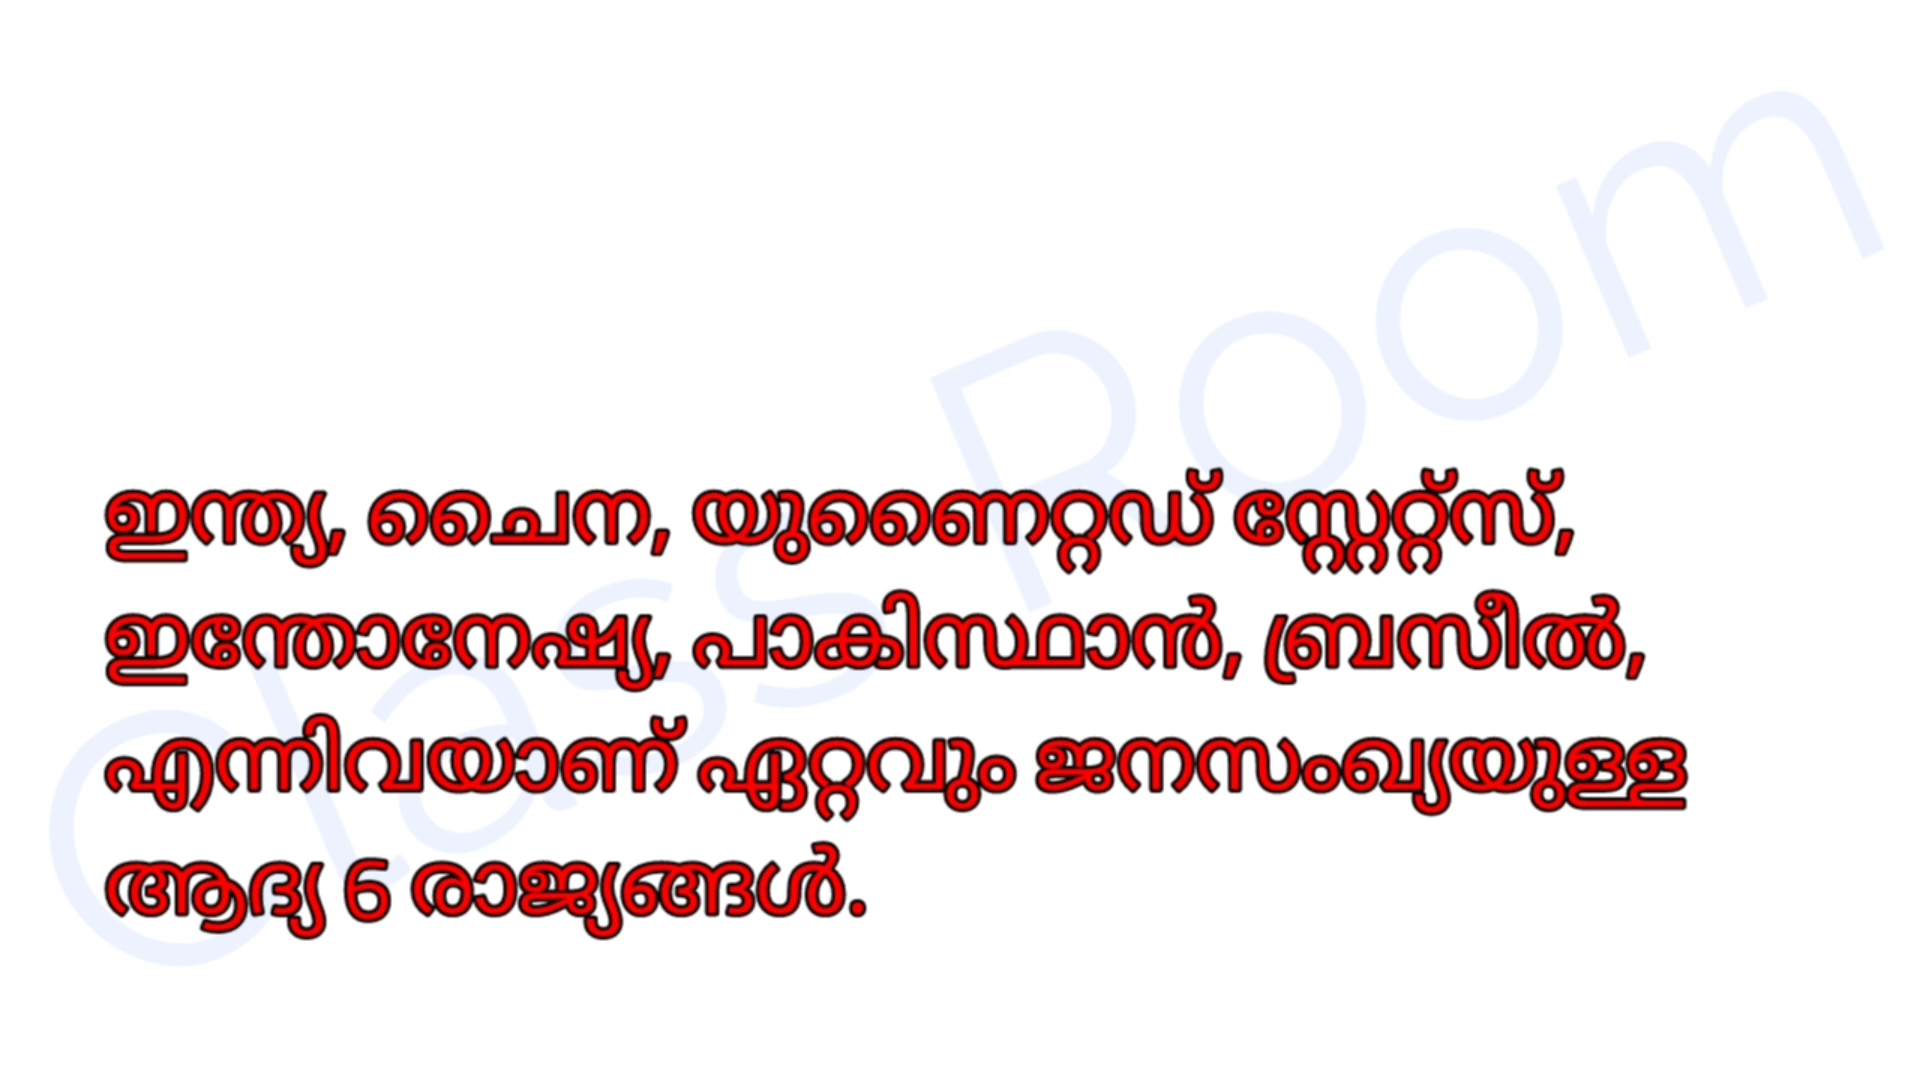 Class Room
ഇന്ത്യ, ചൈന, യുണൈറ്റഡ് സ്റ്റേറ്റ്സ്,
ഇന്തോനേഷ്യ, പാകിസ്ഥാൻ, ബ്രസീൽ,
എന്നിവയാണ് ഏറ്റവും ജനസംഖ്യയുള്ള
ആദ്യ 6 രാജ്യങ്ങൾ.